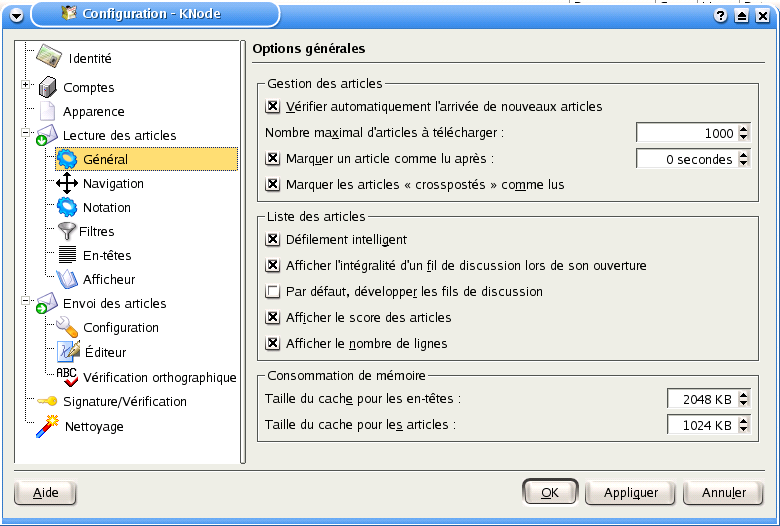 Configuration - KNode
Identité
Comptes
Apparence
Lecture des articles
Général
Navigation
Notation
Filtres
En-têtes
Afficheur
Envoi des articles
Configuration
Éditeur
ABC
Vérification orthographique
Signature/Vérification
Nettoyage
Options générales
Gestion des articles
Vérifier automatiquement l'arrivée de nouveaux articles
Nombre maximal d'articles à télécharger : 1000
Marquer un article comme lu après : 0 secondes
Marquer les articles « crosspostés » comme lus
Liste des articles
Défilement intelligent
Afficher l'intégralité d'un fil de discussion lors de son ouverture
Par défaut, développer les fils de discussion
Afficher le score des articles
Afficher le nombre de lignes
Consommation de mémoire
Taille du cache pour les en-têtes : 2048 KB
Taille du cache pour les articles : 1024 KB
Aide OK Appliquer Annuler